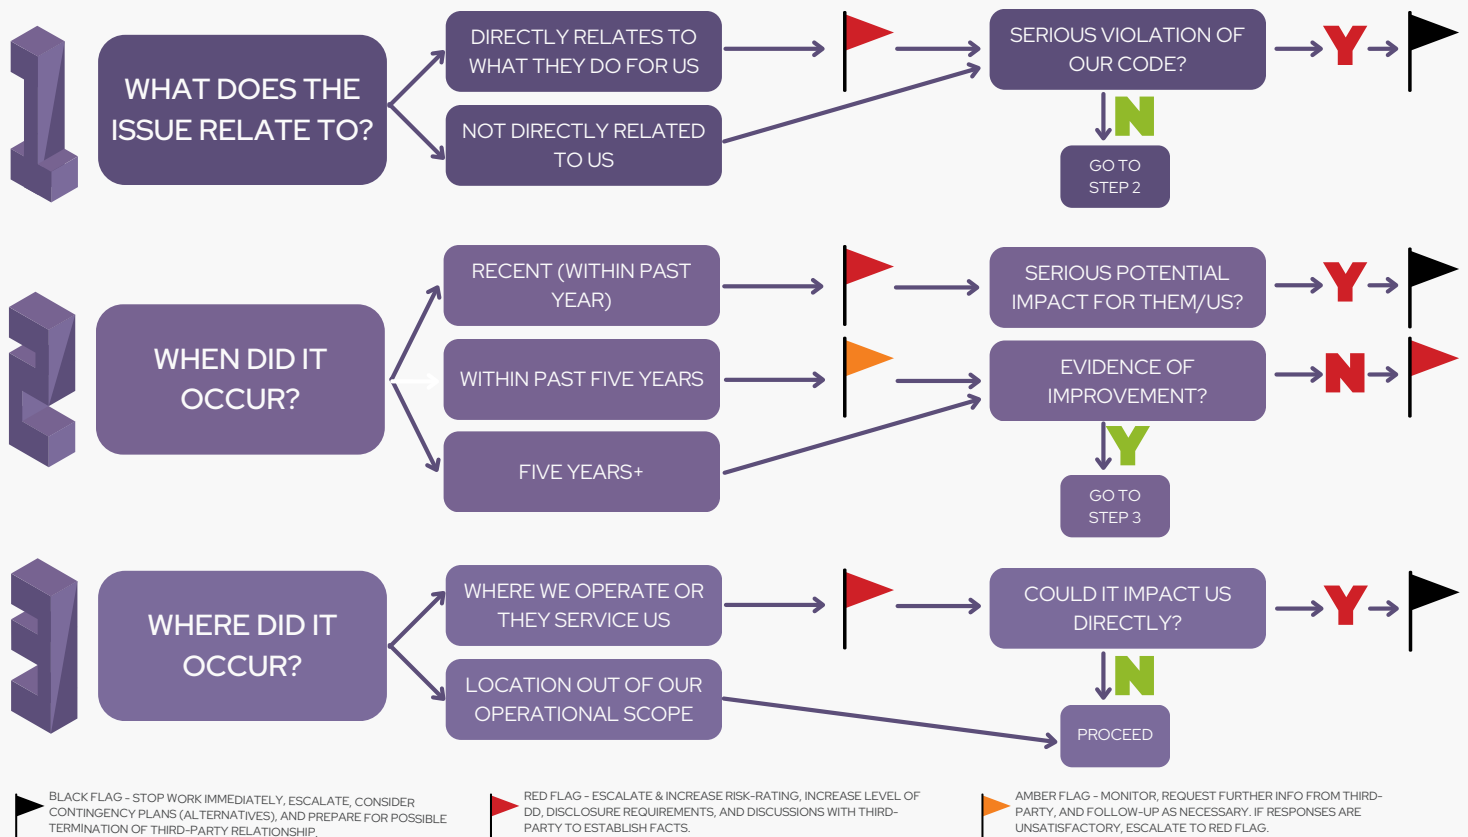 1
WHAT DOES THE
ISSUE RELATE TO?
DIRECTLY RELATES TO
WHAT THEY DO FOR US
NOT DIRECTLY RELATED
TO US
SERIOUS VIOLATION OF
OUR CODE?
Y
N
GO TO
STEP 2
2
WHEN DID IT
OCCUR?
RECENT (WITHIN PAST
YEAR)
WITHIN PAST FIVE YEARS
FIVE YEARS+
SERIOUS POTENTIAL
IMPACT FOR THEM/US?
Y
EVIDENCE OF
IMPROVEMENT?
N
Y
GO TO
STEP 3
3
WHERE DID IT
OCCUR?
WHERE WE OPERATE OR
THEY SERVICE US
LOCATION OUT OF OUR
OPERATIONAL SCOPE
COULD IT IMPACT US
DIRECTLY?
Y
N
PROCEED
BLACK FLAG – STOP WORK IMMEDIATELY, ESCALATE, CONSIDER
CONTINGENCY PLANS (ALTERNATIVES), AND PREPARE FOR POSSIBLE
TERMINATION OF THIRD-PARTY RELATIONSHIP.
RED FLAG – ESCALATE & INCREASE RISK-RATING, INCREASE LEVEL OF
DD, DISCLOSURE REQUIREMENTS, AND DISCUSSIONS WITH THIRD-
PARTY TO ESTABLISH FACTS.
AMBER FLAG – MONITOR, REQUEST FURTHER INFO FROM THIRD-
PARTY, AND FOLLOW-UP AS NECESSARY. IF RESPONSES ARE
UNSATISFACTORY, ESCALATE TO RED FLAG.